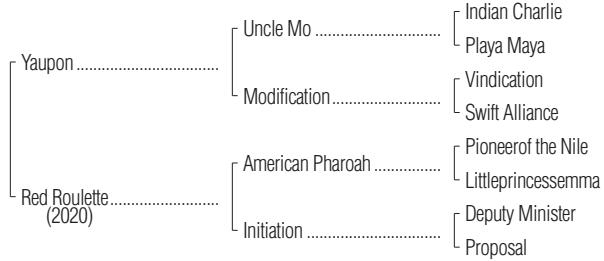 Indian Charlie
Uncle Mo ................................
Playa Maya
Yaupon ....................................
Vindication
Modification............................
Swift Alliance
Pioneerof the Nile
American Pharoah .................
Littleprincessemma
Red Roulette...........................
(2020)
Deputy Minister
Initiation ..................................
Proposal